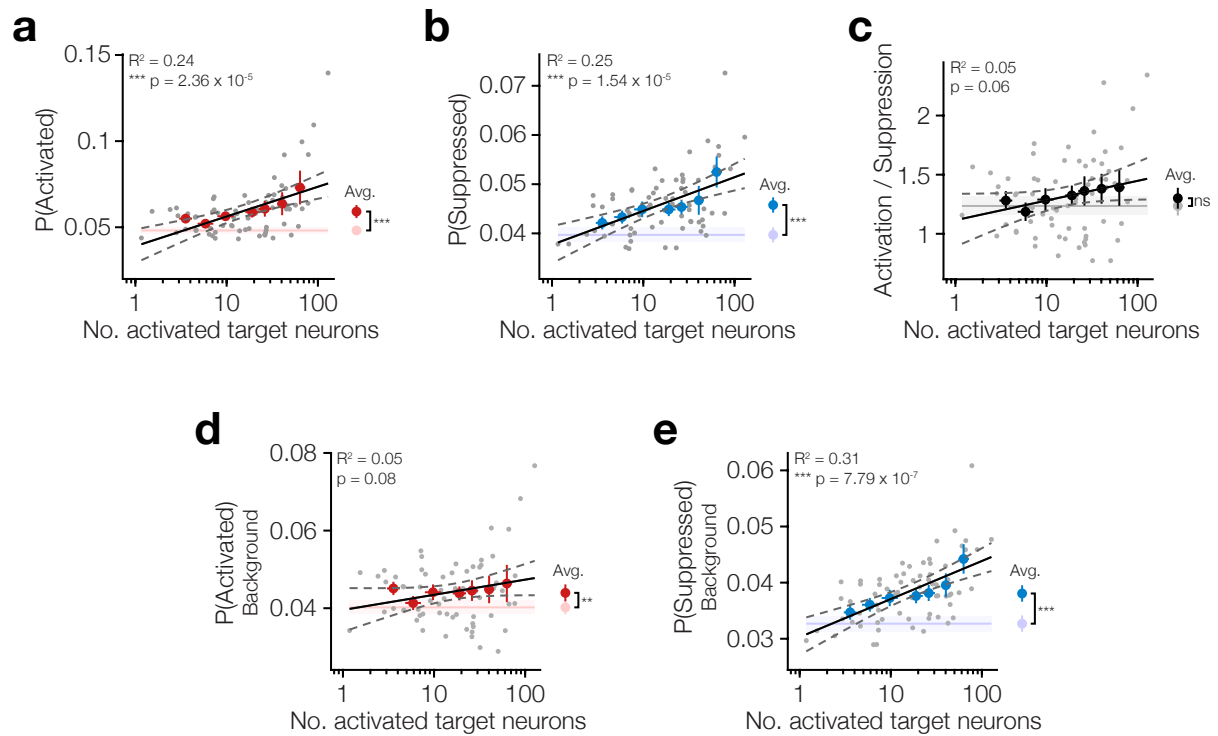 a
R² = 0.24
*** p = 2.36 x 10⁻⁵
P(Activated)
0.15
0.1
0.05
1
10
100
No. activated target neurons
Avg.
***
b
R² = 0.25
*** p = 1.54 x 10⁻⁵
P(Suppressed)
0.07
0.06
0.05
0.04
1
10
100
No. activated target neurons
Avg.
***
c
R² = 0.05
p = 0.06
Activation / Suppression
2
1.5
1
1
10
100
No. activated target neurons
Avg.
ns
d
R² = 0.05
p = 0.08
P(Activated)
Background
0.08
0.06
0.04
1
10
100
No. activated target neurons
Avg.
**
e
R² = 0.31
*** p = 7.79 x 10⁻⁷
P(Suppressed)
Background
0.06
0.05
0.04
0.03
1
10
100
No. activated target neurons
Avg.
***